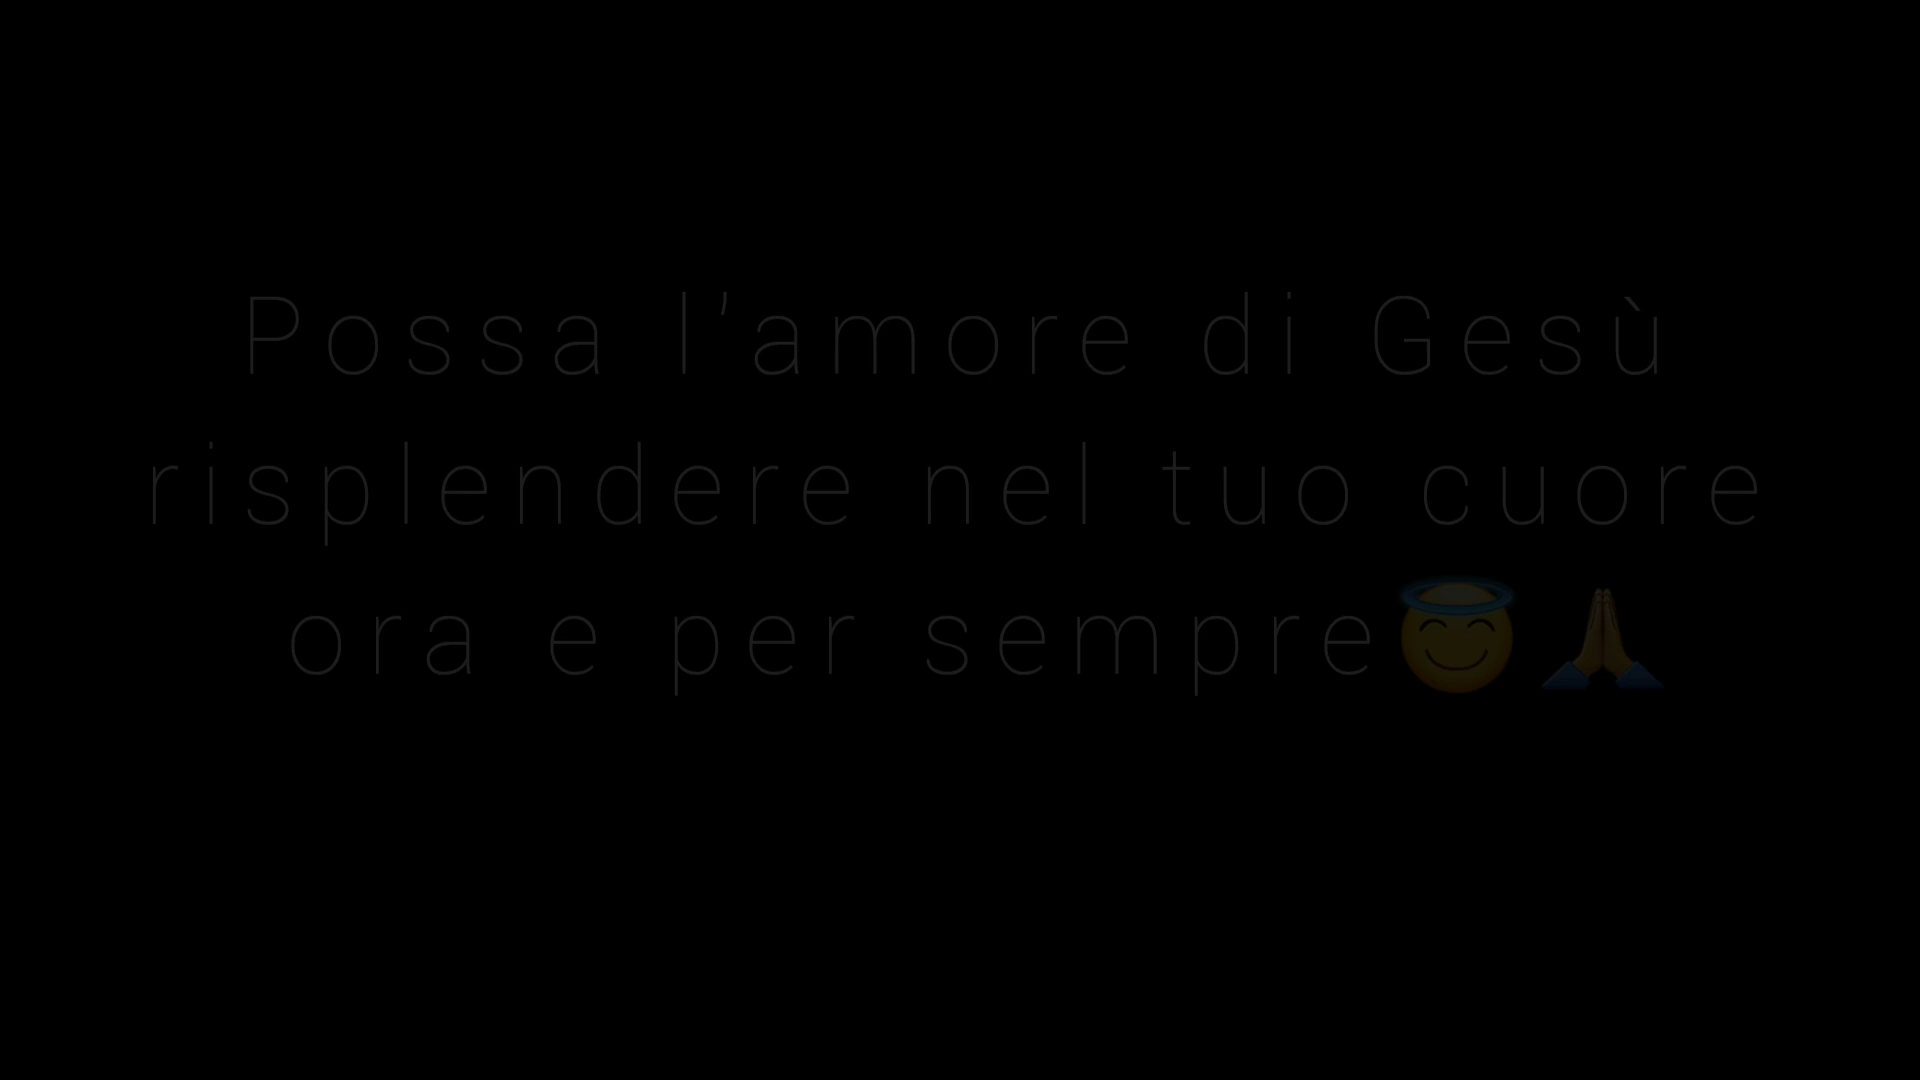 Possa l’amore di Gesù
risplendere nel tuo cuore
ora e per sempre😇🙏